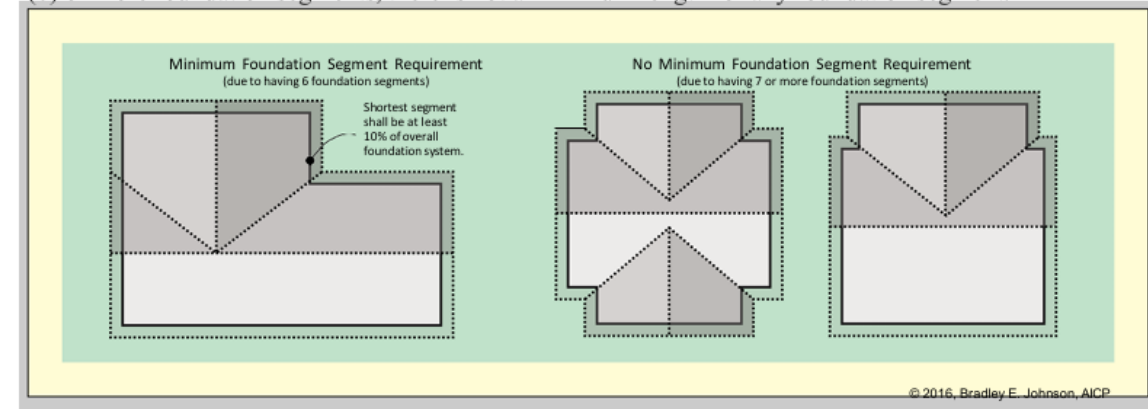 Minimum Foundation Segment Requirement
(due to having 6 foundation segments)
Shortest segment
shall be at least
10% of overall
foundation system.
No Minimum Foundation Segment Requirement
(due to having 7 or more foundation segments)
© 2016, Bradley E. Johnson, AICP